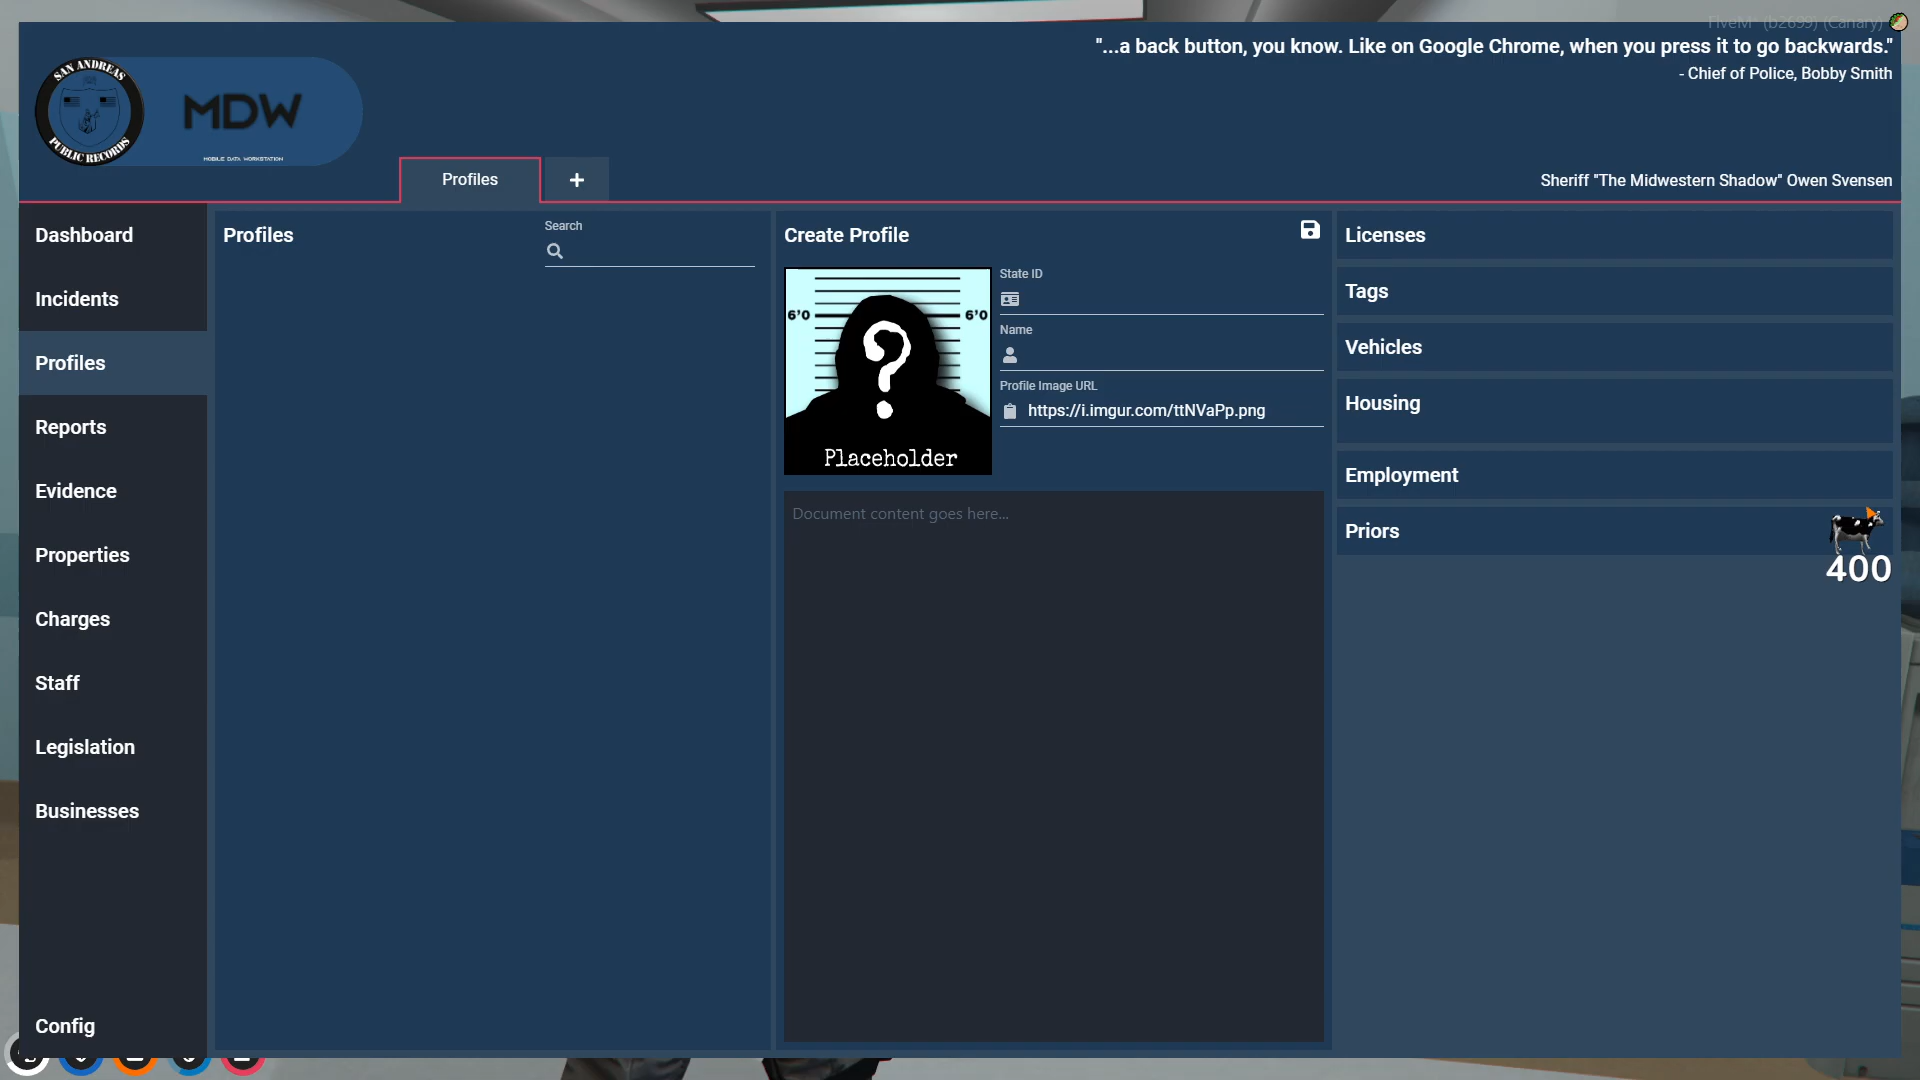 FiveM® (b2699) (Canary)
"...a back button, you know. Like on Google Chrome, when you press it to go backwards."
- Chief of Police, Bobby Smith
SAN ANDREAS
PUBLIC RECORDS
MDW
MOBILE DATA WORKSTATION
Profiles
+
Sheriff "The Midwestern Shadow" Owen Svensen
Dashboard
Incidents
Profiles
Reports
Evidence
Properties
Charges
Staff
Legislation
Businesses
Config
Profiles
Search
Create Profile
6'0
6'0
?
Placeholder
State ID
Name
Profile Image URL
https://i.imgur.com/ttNVaPp.png
Document content goes here...
Licenses
Tags
Vehicles
Housing
Employment
Priors
400